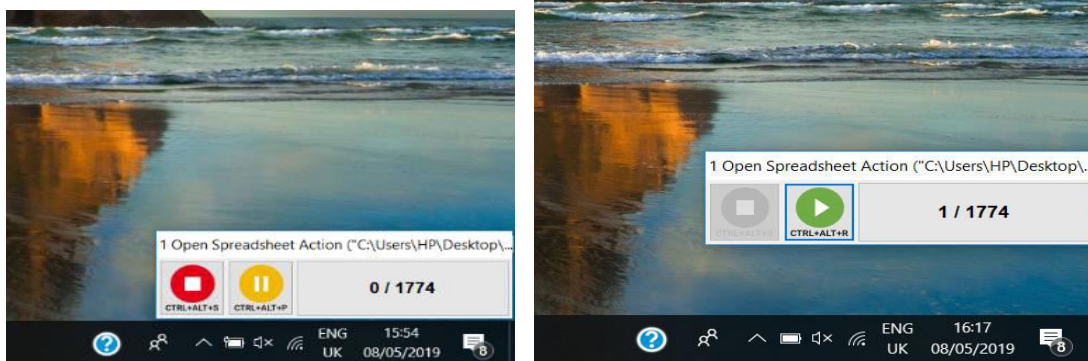 1 Open Spreadsheet Action ("C:\Users\HP\Desktop\...
CTRL+ALT+S CTRL+ALT+P 0 / 1774
ENG 15:54
UK 08/05/2019 8
1 Open Spreadsheet Action ("C:\Users\HP\Desktop\...
CTRL+ALT+S CTRL+ALT+R 1 / 1774
ENG 16:17
UK 08/05/2019 8